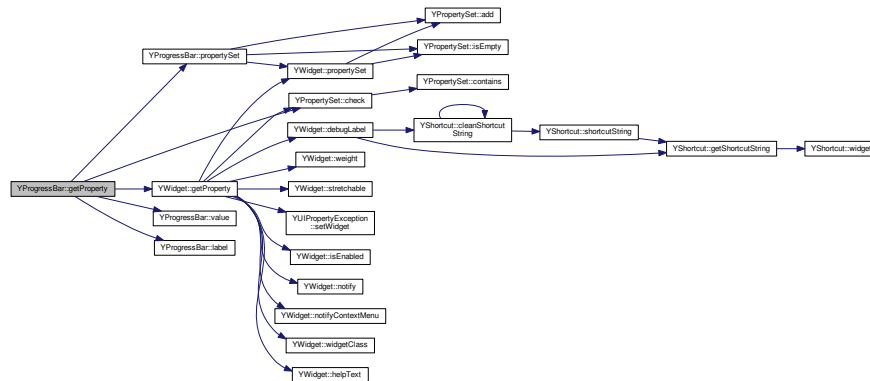 YPropertySet::add
YProgressBar::propertySet
YPropertySet::isEmpty
YWidget::propertySet
YPropertySet::contains
YPropertySet::check
YWidget::debugLabel
YShortcut::cleanShortcut
String
YShortcut::shortcutString
YShortcut::getShortcutString
YShortcut::widget
YWidget::weight
YProgressBar::getProperty
YWidget::getProperty
YWidget::stretchable
YProgressBar::value
YUIPropertyException
::setWidget
YProgressBar::label
YWidget::isEnabled
YWidget::notify
YWidget::notifyContextMenu
YWidget::widgetClass
YWidget::helpText